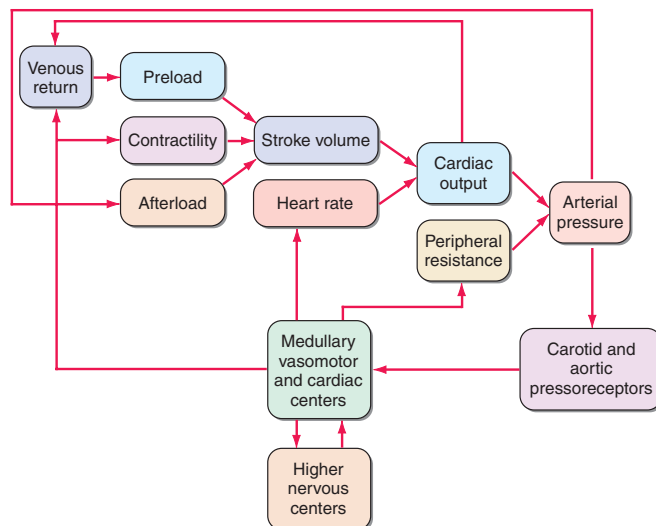 Venous
return
Preload
Contractility
Afterload
Stroke volume
Heart rate
Cardiac
output
Peripheral
resistance
Arterial
pressure
Medullary
vasomotor
and cardiac
centers
Carotid and
aortic
pressoreceptors
Higher
nervous
centers